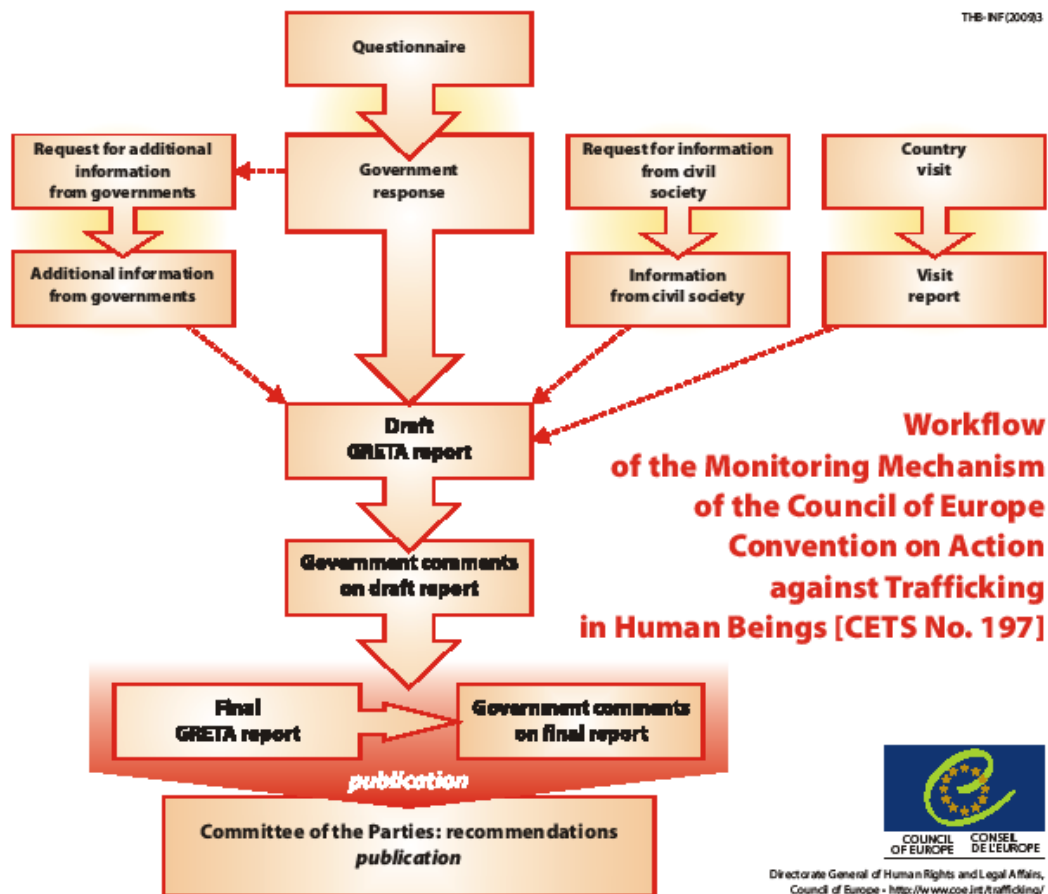 THB-INF(2009)3
Questionnaire
Request for additional
information
from governments
Government
response
Request for information
from civil
society
Country
visit
Additional information
from governments
Information
from civil society
Visit
report
Draft
GRETA report
Workflow
of the Monitoring Mechanism
of the Council of Europe
Convention on Action
against Trafficking
in Human Beings [CETS No. 197]
Government comments
on draft report
Final
GRETA report
Government comments
on final report
publication
Committee of the Parties: recommendations
publication
COUNCIL
OF EUROPE
CONSEIL
DE L'EUROPE
Directorate General of Human Rights and Legal Affairs,
Council of Europe - http://www.coe.int/trafficking/